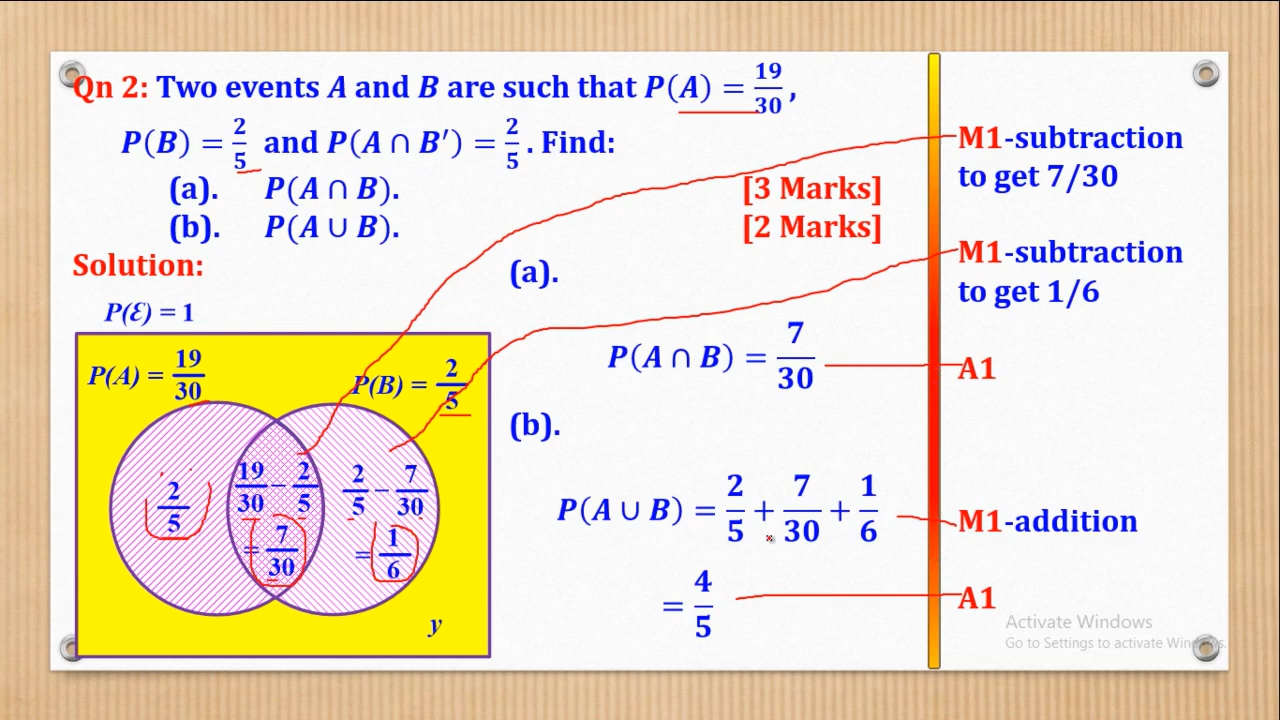 Qn 2: Two events A and B are such that P(A) = 19/30,
P(B) = 2/5 and P(A ∩ B′) = 2/5. Find:
(a). P(A ∩ B). [3 Marks]
(b). P(A ∪ B). [2 Marks]
Solution:
P(ℰ) = 1
P(A) = 19/30
P(B) = 2/5
2/5
19/30 − 2/5
= 7/30
2/5 − 7/30
= 1/6
y
(a).
P(A ∩ B) = 7/30
(b).
P(A ∪ B) = 2/5 + 7/30 + 1/6
= 4/5
M1-subtraction
to get 7/30
M1-subtraction
to get 1/6
A1
M1-addition
A1
Activate Windows
Go to Settings to activate Windows.